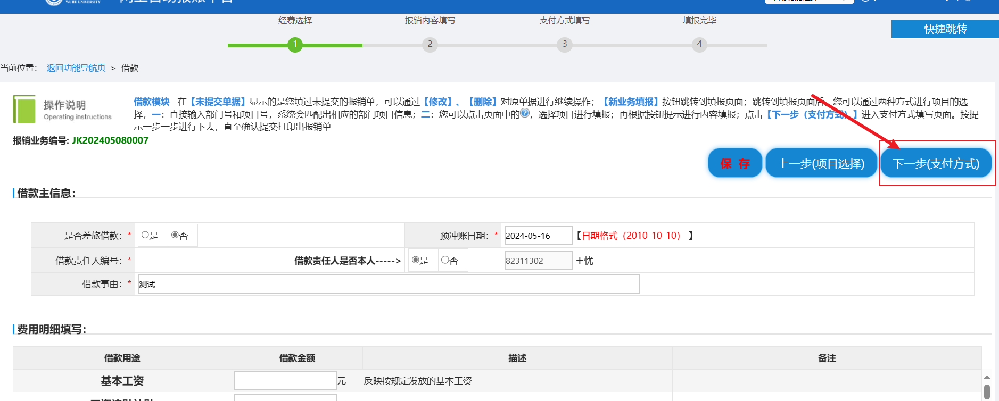 WUHU UNIVERSITY
经费选择
报销内容填写
支付方式填写
填报完毕
快捷跳转
1
2
3
4
当前位置： 返回功能导航页 > 借款
操作说明
Operating instructions
借款模块 在【未提交单据】显示的是您填过未提交的报销单，可以通过【修改】、【删除】对原单据进行继续操作；【新业务填报】按钮跳转到填报页面；跳转到填报页面后，您可以通过两种方式进行项目的选
择，一：直接输入部门号和项目号，系统会匹配出相应的部门项目信息；二：您可以点击页面中的?，选择项目进行填报；再根据按钮提示进行内容填报；点击【下一步（支付方式）】进入支付方式填写页面。按提
示一步一步进行下去，直至确认提交打印出报销单
报销业务编号: JK202405080007
保 存
上一步(项目选择)
下一步(支付方式)
借款主信息：
是否差旅借款：* 是 否
预冲账日期：* 2024-05-16 【日期格式（2010-10-10） 】
借款责任人编号：* 借款责任人是否本人-----> 是 否 82311302 王忧
借款事由：* 测试
费用明细填写：
借款用途 借款金额 描述 备注
基本工资 元 反映按规定发放的基本工资